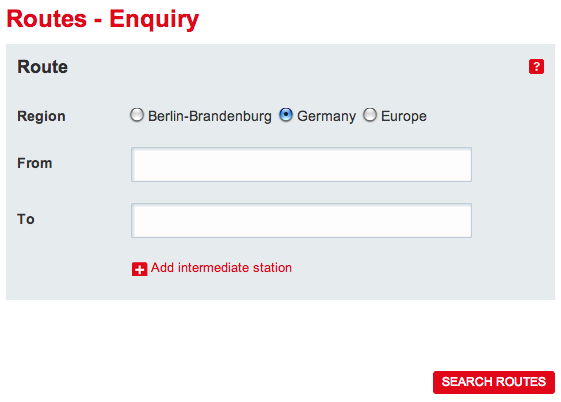 Routes - Enquiry
Route
?
Region Berlin-Brandenburg Germany Europe
From
To
Add intermediate station
SEARCH ROUTES